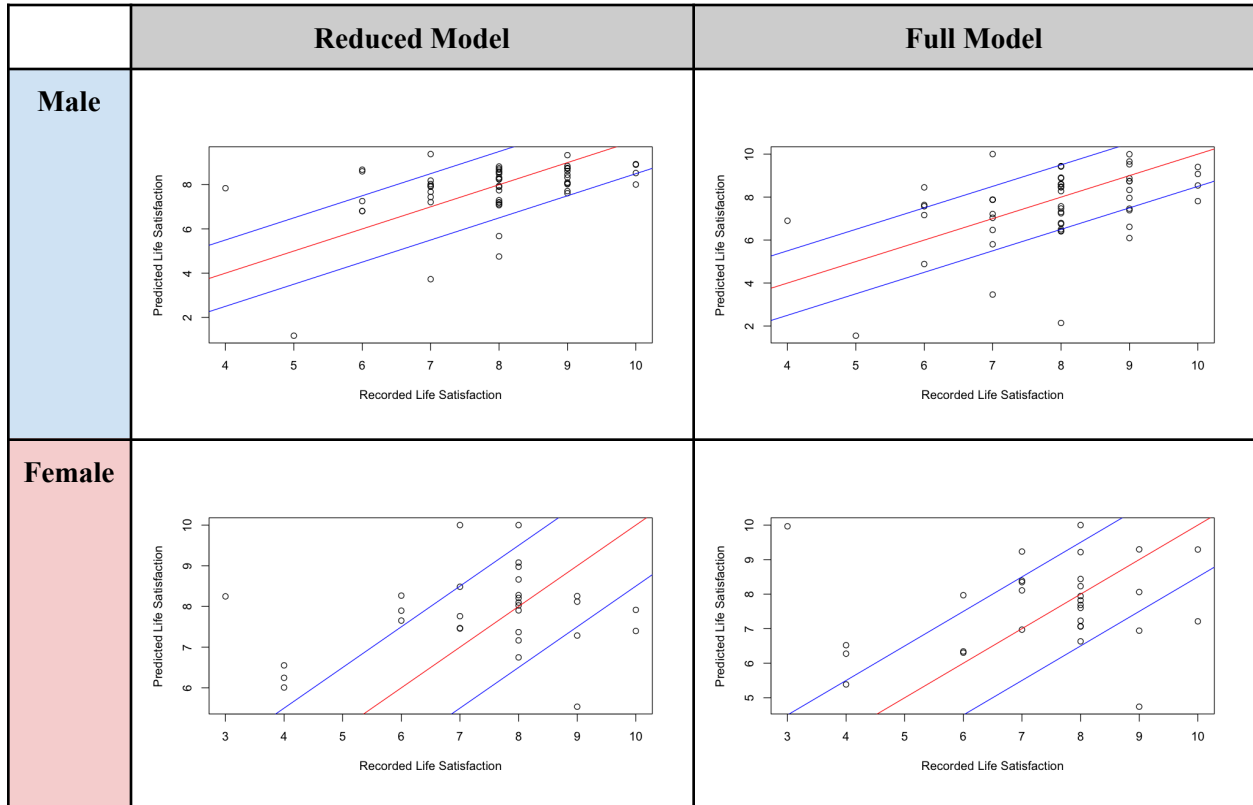 Reduced Model
Full Model
Male
Predicted Life Satisfaction
8
6
4
2
4 5 6 7 8 9 10
Recorded Life Satisfaction
Predicted Life Satisfaction
10
8
6
4
2
4 5 6 7 8 9 10
Recorded Life Satisfaction
Female
Predicted Life Satisfaction
10
9
8
7
6
3 4 5 6 7 8 9 10
Recorded Life Satisfaction
Predicted Life Satisfaction
10
9
8
7
6
5
3 4 5 6 7 8 9 10
Recorded Life Satisfaction